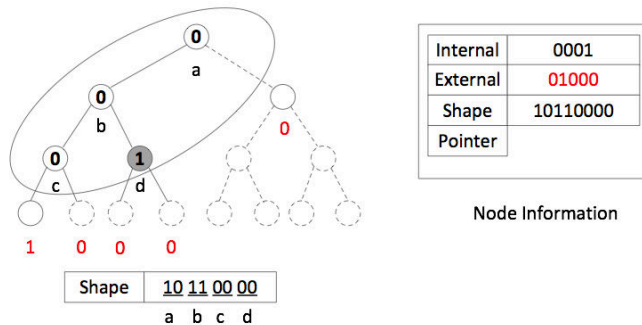 0
a
Internal 0001
0
External 01000
b
0
Shape 10110000
0
1
Pointer
c
d
Node Information
1 0 0 0
Shape 10 11 00 00
a b c d